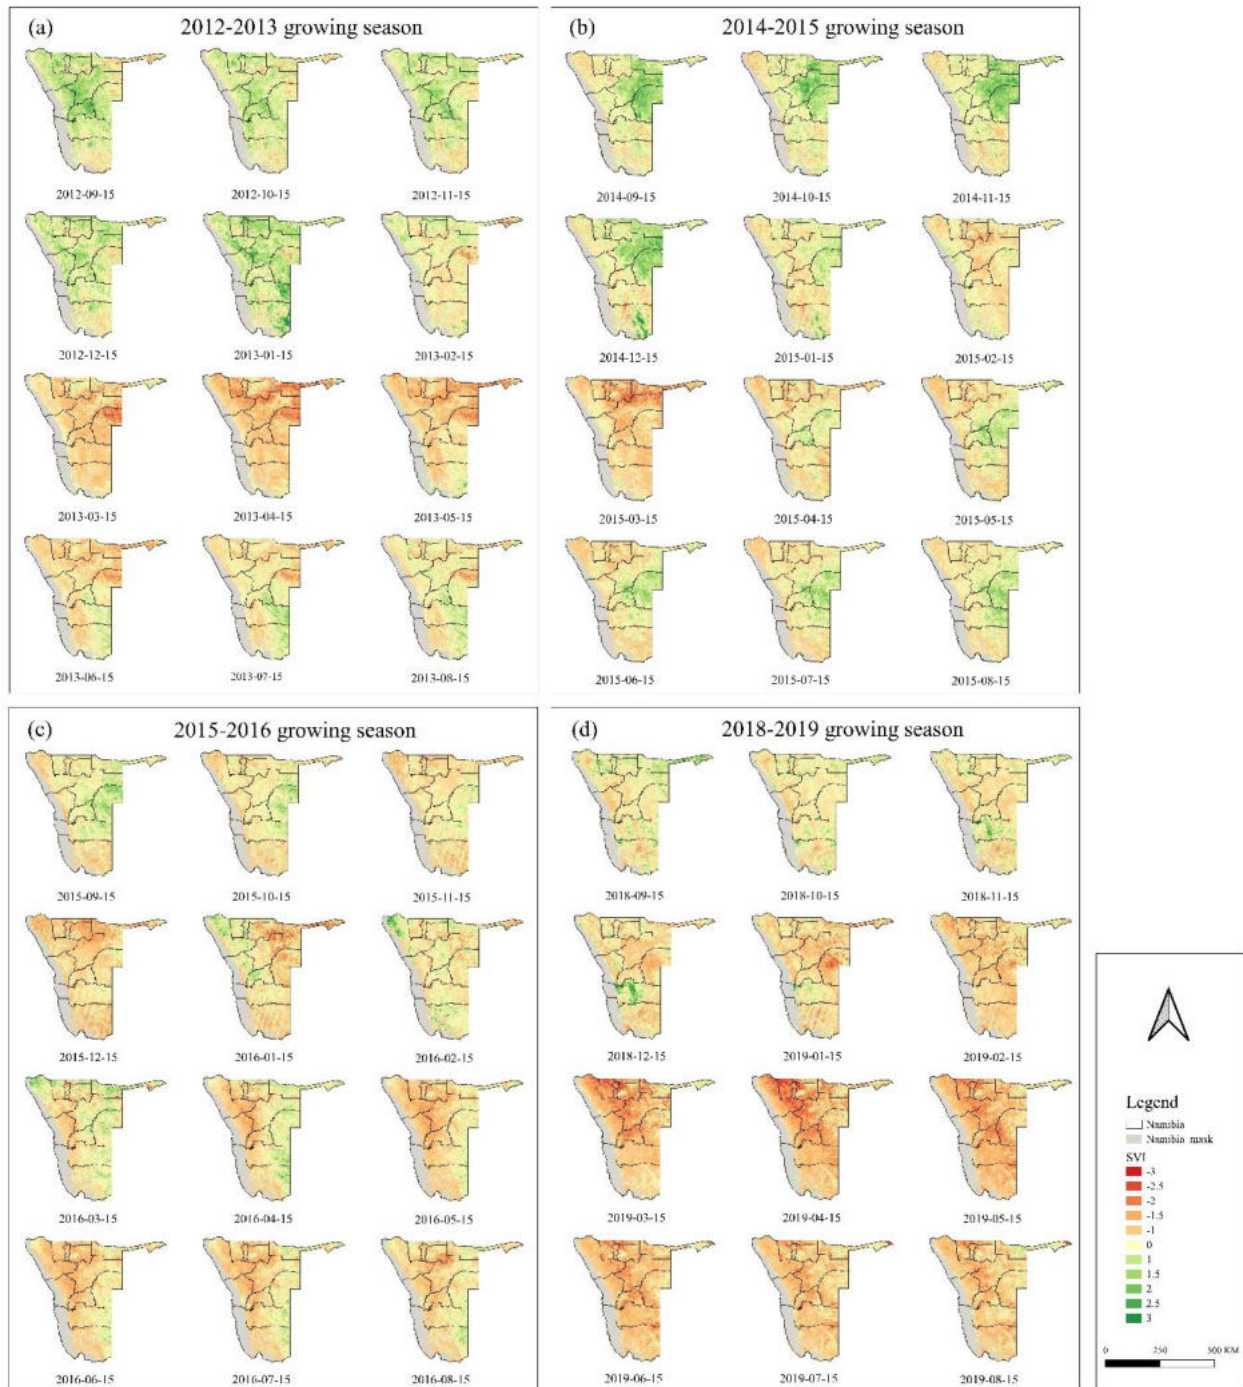 (a) 2012-2013 growing season
2012-09-15 2012-10-15 2012-11-15
2012-12-15 2013-01-15 2013-02-15
2013-03-15 2013-04-15 2013-05-15
2013-06-15 2013-07-15 2013-08-15
(b) 2014-2015 growing season
2014-09-15 2014-10-15 2014-11-15
2014-12-15 2015-01-15 2015-02-15
2015-03-15 2015-04-15 2015-05-15
2015-06-15 2015-07-15 2015-08-15
(c) 2015-2016 growing season
2015-09-15 2015-10-15 2015-11-15
2015-12-15 2016-01-15 2016-02-15
2016-03-15 2016-04-15 2016-05-15
2016-06-15 2016-07-15 2016-08-15
(d) 2018-2019 growing season
2018-09-15 2018-10-15 2018-11-15
2018-12-15 2019-01-15 2019-02-15
2019-03-15 2019-04-15 2019-05-15
2019-06-15 2019-07-15 2019-08-15
Legend
Namibia
Namibia mask
SVI
-3
-2.5
-2
-1.5
-1
0
1
1.5
2
2.5
3
0 250 500 KM